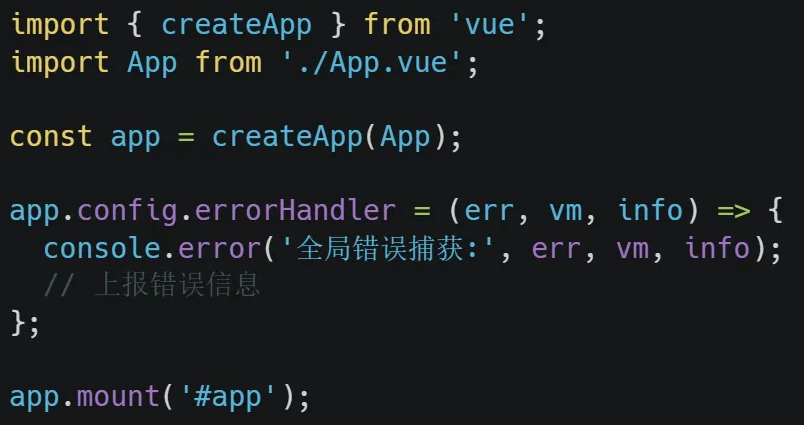 import { createApp } from 'vue';
import App from './App.vue';
const app = createApp(App);
app.config.errorHandler = (err, vm, info) => {
console.error('全局错误捕获:', err, vm, info);
// 上报错误信息
};
app.mount('#app');